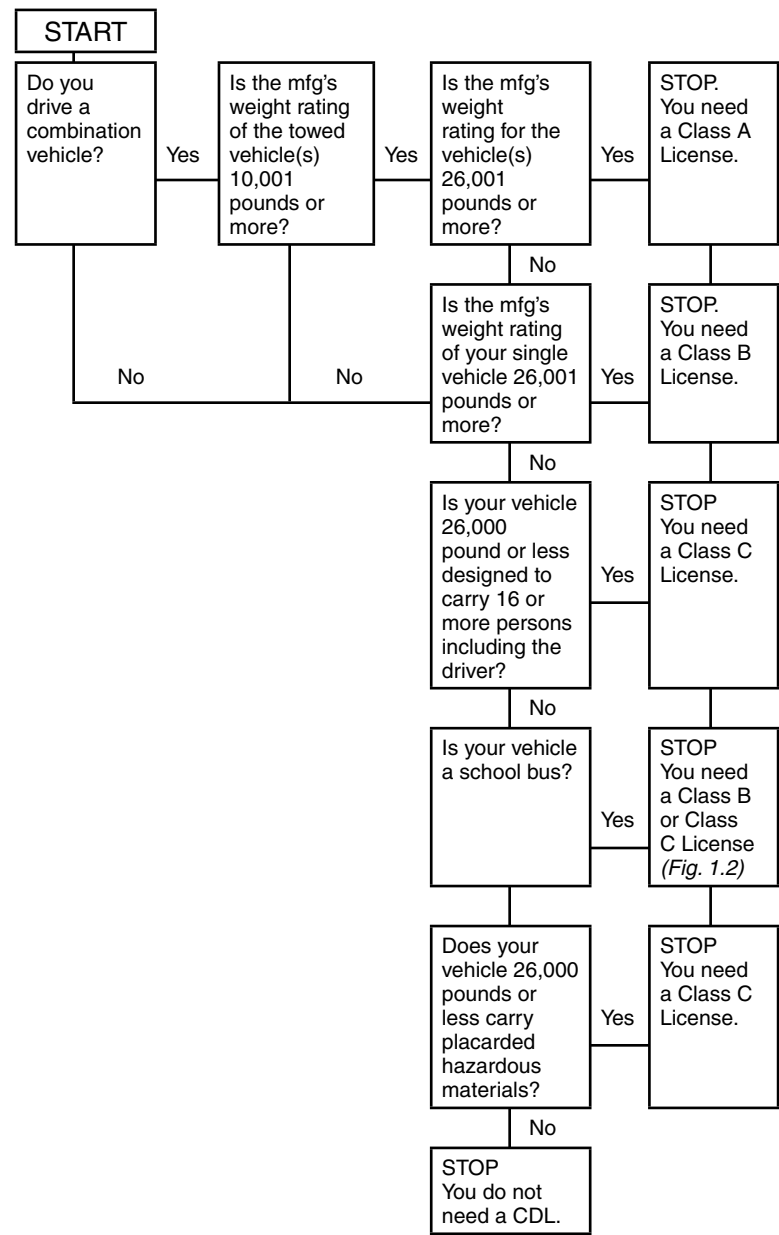 START
Do you
drive a
combination
vehicle?
Yes
Is the mfg's
weight rating
of the towed
vehicle(s)
10,001
pounds or
more?
Yes
Is the mfg's
weight
rating for the
vehicle(s)
26,001
pounds or
more?
Yes
STOP.
You need
a Class A
License.
No
No
No
Is the mfg's
weight rating
of your single
vehicle 26,001
pounds or
more?
Yes
STOP.
You need
a Class B
License.
No
Is your vehicle
26,000
pound or less
designed to
carry 16 or
more persons
including the
driver?
Yes
STOP
You need
a Class C
License.
No
Is your vehicle
a school bus?
Yes
STOP
You need
a Class B
or Class
C License
(Fig. 1.2)
Does your
vehicle 26,000
pounds or
less carry
placarded
hazardous
materials?
Yes
STOP
You need
a Class C
License.
No
STOP
You do not
need a CDL.